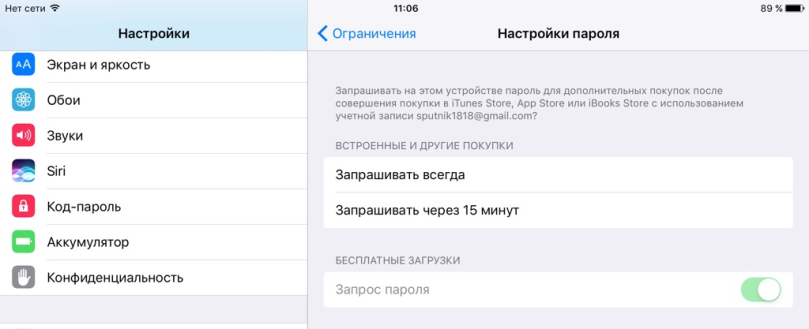 Нет сети
11:06
89 %
Настройки
Ограничения
Настройки пароля
AA
Экран и яркость
Обои
Звуки
Siri
Код-пароль
Аккумулятор
Конфиденциальность
Запрашивать на этом устройстве пароль для дополнительных покупок после
совершения покупки в iTunes Store, App Store или iBooks Store с использованием
учетной записи sputnik1818@gmail.com?
ВСТРОЕННЫЕ И ДРУГИЕ ПОКУПКИ
Запрашивать всегда
Запрашивать через 15 минут
БЕСПЛАТНЫЕ ЗАГРУЗКИ
Запрос пароля